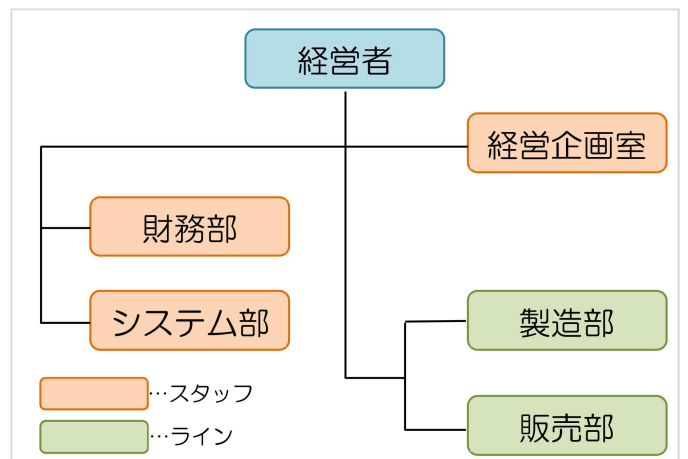 経営者
経営企画室
財務部
システム部
製造部
販売部
…スタッフ
…ライン